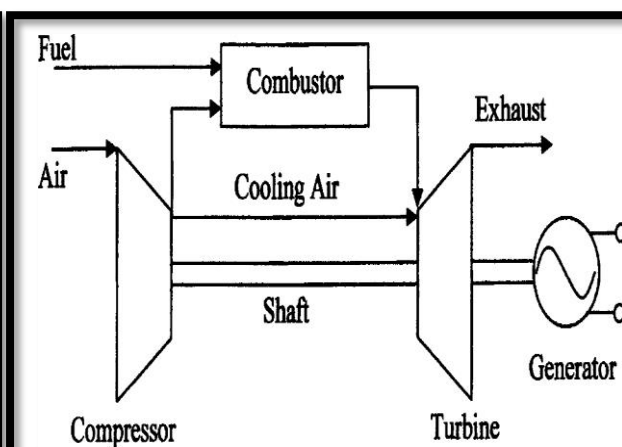 Fuel
Combustor
Exhaust
Air
Cooling Air
Shaft
Generator
Compressor
Turbine